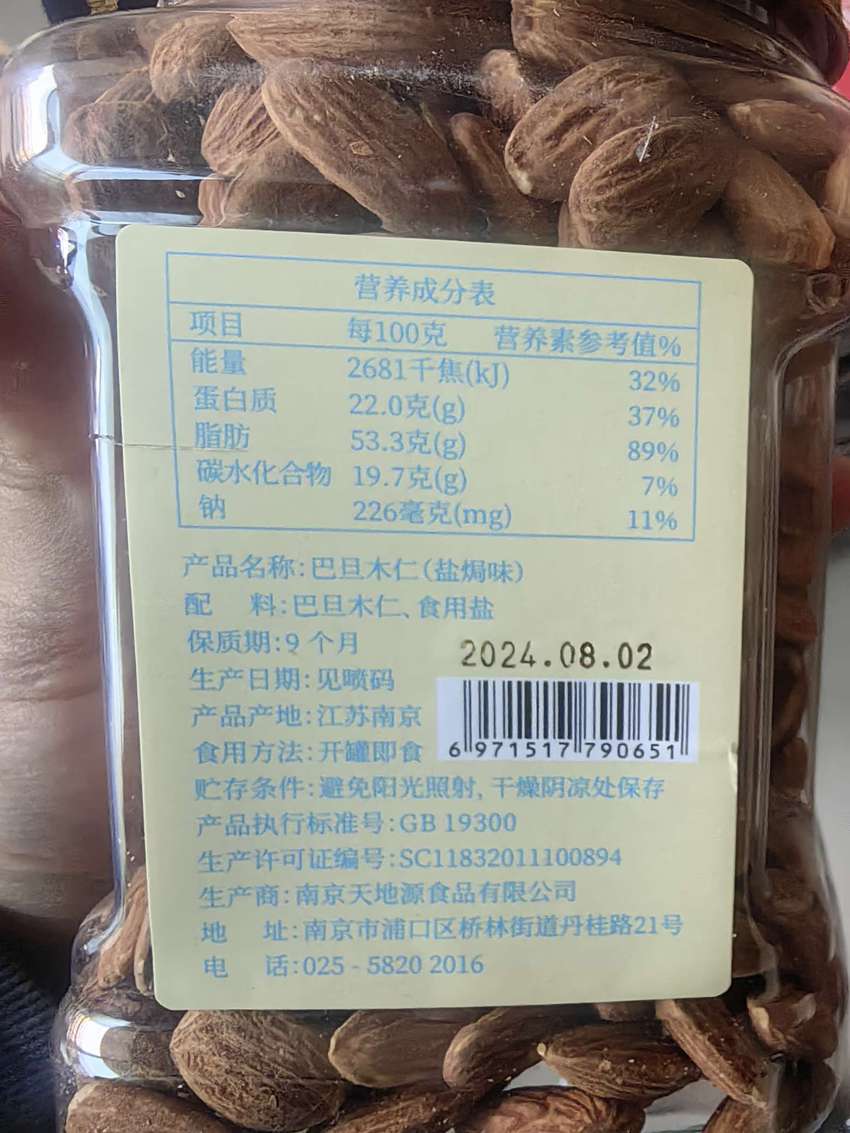 营养成分表
项目 每100克 营养素参考值%
能量 2681千焦(kJ) 32%
蛋白质 22.0克(g) 37%
脂肪 53.3克(g) 89%
碳水化合物 19.7克(g) 7%
钠 226毫克(mg) 11%
产品名称:巴旦木仁(盐焗味)
配 料:巴旦木仁、食用盐
保质期:9 个月
2024.08.02
生产日期:见喷码
产品产地:江苏南京
食用方法:开罐即食
6 971517 790651
贮存条件:避免阳光照射,干燥阴凉处保存
产品执行标准号:GB 19300
生产许可证编号:SC11832011100894
生产商:南京天地源食品有限公司
地 址:南京市浦口区桥林街道丹桂路21号
电 话:025 - 5820 2016